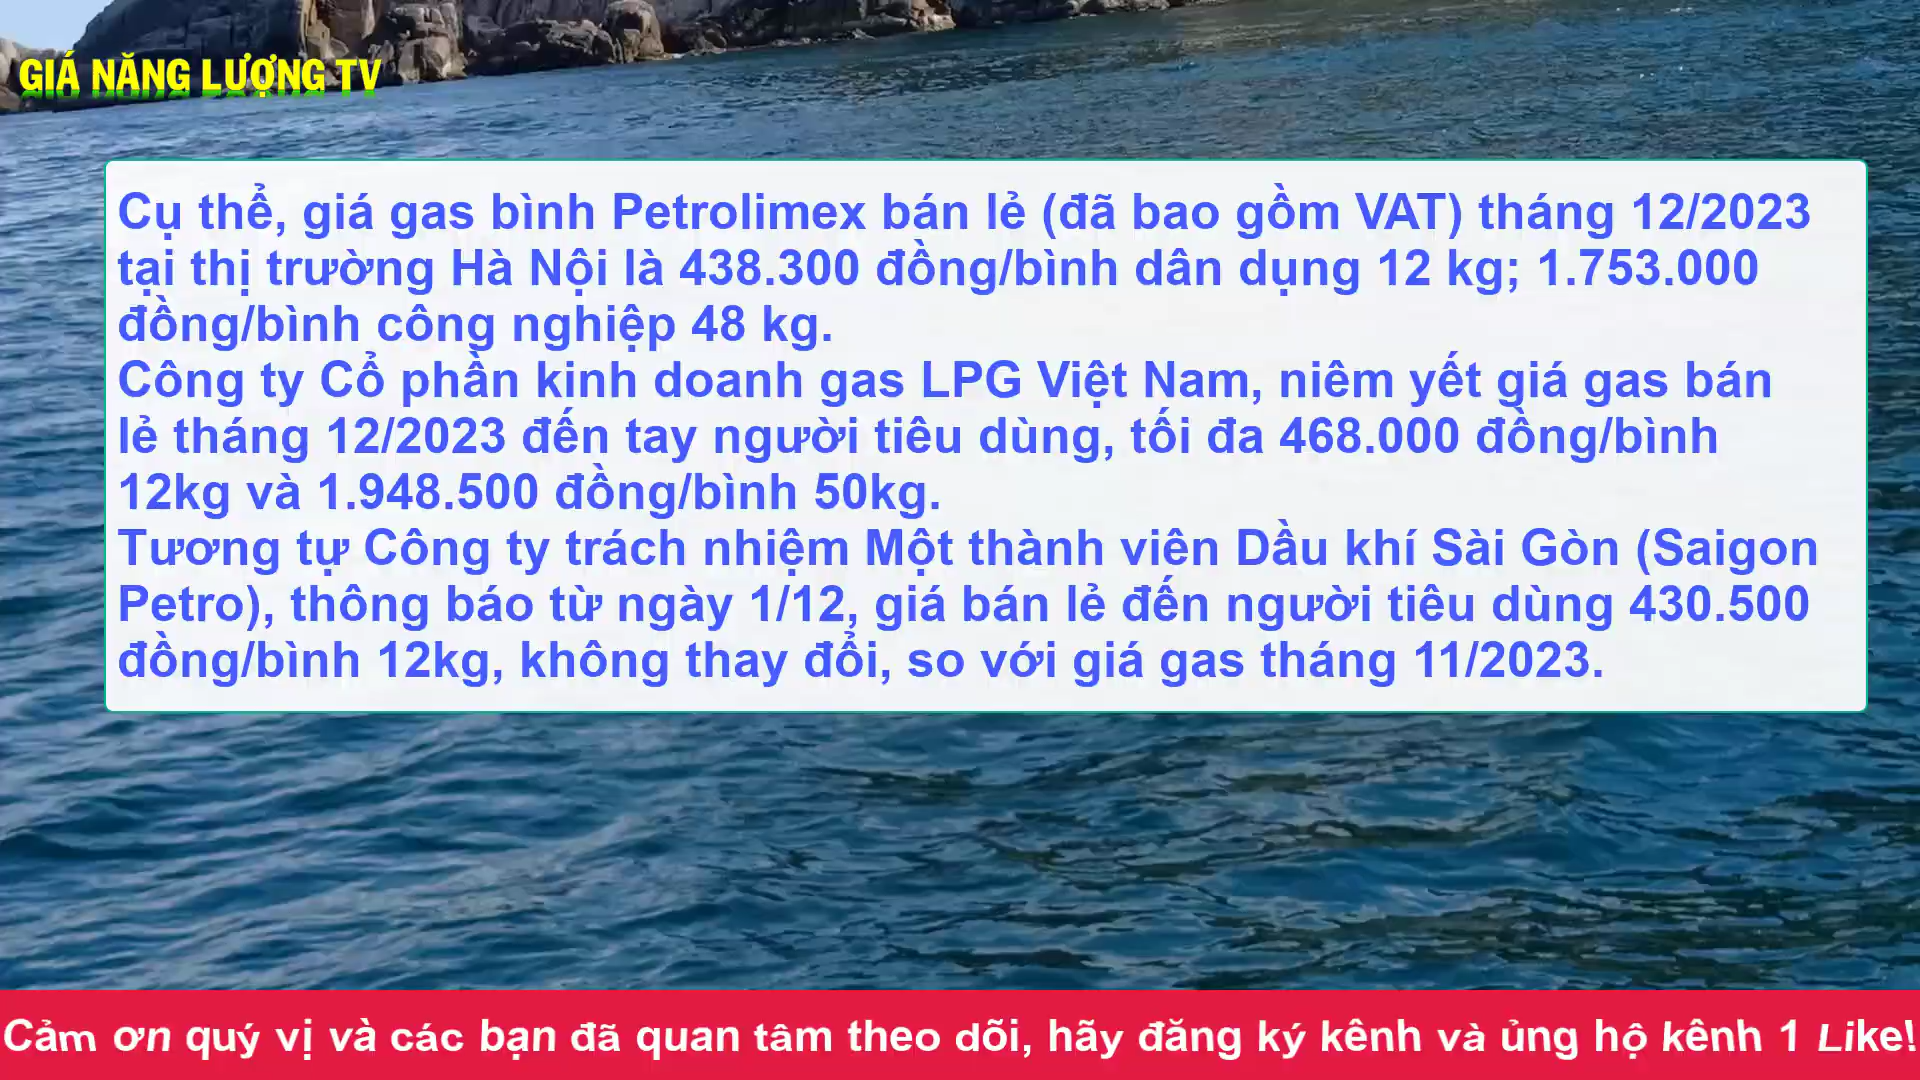 GIÁ NĂNG LƯỢNG TV
Cụ thể, giá gas bình Petrolimex bán lẻ (đã bao gồm VAT) tháng 12/2023
tại thị trường Hà Nội là 438.300 đồng/bình dân dụng 12 kg; 1.753.000
đồng/bình công nghiệp 48 kg.
Công ty Cổ phần kinh doanh gas LPG Việt Nam, niêm yết giá gas bán
lẻ tháng 12/2023 đến tay người tiêu dùng, tối đa 468.000 đồng/bình
12kg và 1.948.500 đồng/bình 50kg.
Tương tự Công ty trách nhiệm Một thành viên Dầu khí Sài Gòn (Saigon
Petro), thông báo từ ngày 1/12, giá bán lẻ đến người tiêu dùng 430.500
đồng/bình 12kg, không thay đổi, so với giá gas tháng 11/2023.
Cảm ơn quý vị và các bạn đã quan tâm theo dõi, hãy đăng ký kênh và ủng hộ kênh 1 Like!